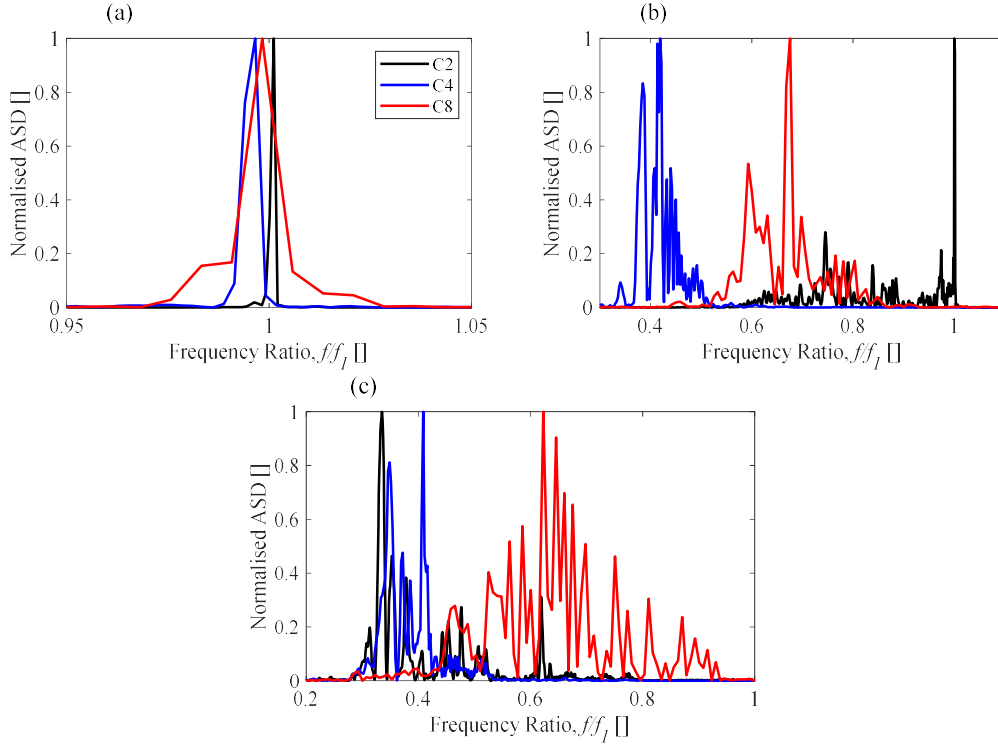 (a)
1
0.8
0.6
0.4
0.2
0
Normalised ASD []
0.95
1
1.05
Frequency Ratio, f/f1 []
C2
C4
C8
(b)
1
0.8
0.6
0.4
0.2
0
Normalised ASD []
0.4
0.6
0.8
1
Frequency Ratio, f/f1 []
(c)
1
0.8
0.6
0.4
0.2
0
Normalised ASD []
0.2
0.4
0.6
0.8
1
Frequency Ratio, f/f1 []